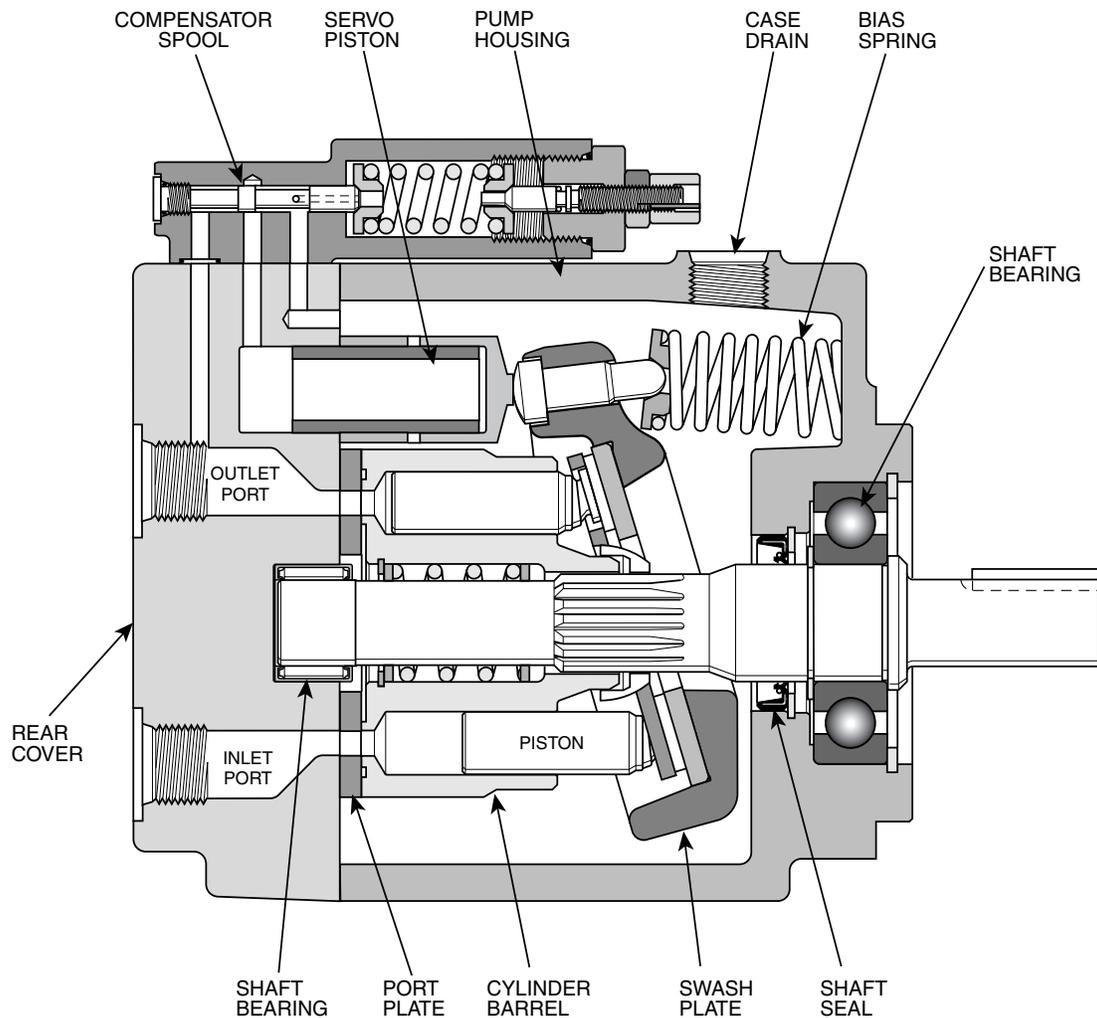 COMPENSATOR
SPOOL
SERVO
PISTON
PUMP
HOUSING
CASE
DRAIN
BIAS
SPRING
SHAFT
BEARING
OUTLET
PORT
REAR
COVER
INLET
PORT
PISTON
SHAFT
BEARING
PORT
PLATE
CYLINDER
BARREL
SWASH
PLATE
SHAFT
SEAL